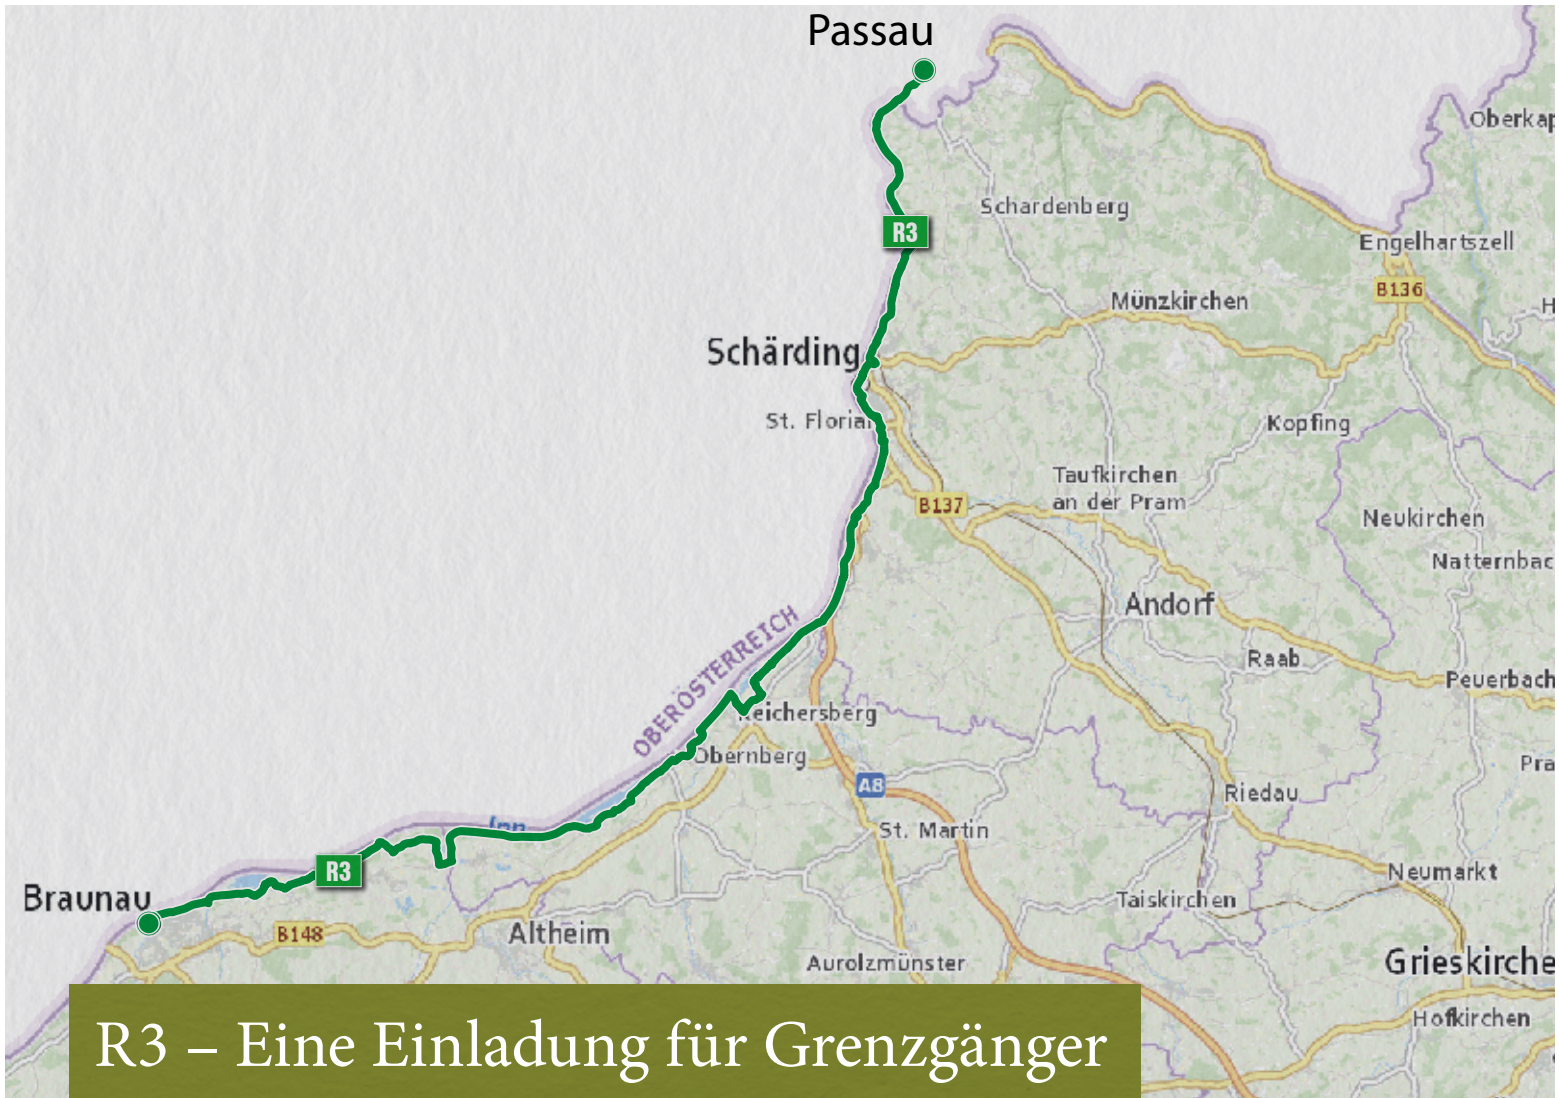 Passau
Oberkap
Schardenberg
R3
Engelhartszell
B136
Münzkirchen
H
Schärding
St. Floria
Kopfing
Taufkirchen
an der Pram
B137
Neukirchen
Natternbac
Andorf
OBERÖSTERREICH
Raab
Peuerbach
Reichersberg
Obernberg
Pra
A8
Riedau
Inn
St. Martin
R3
Neumarkt
Braunau
Taiskirchen
B148
Altheim
Aurolzmünster
Grieskirche
Hofkirchen
R3 – Eine Einladung für Grenzgänger